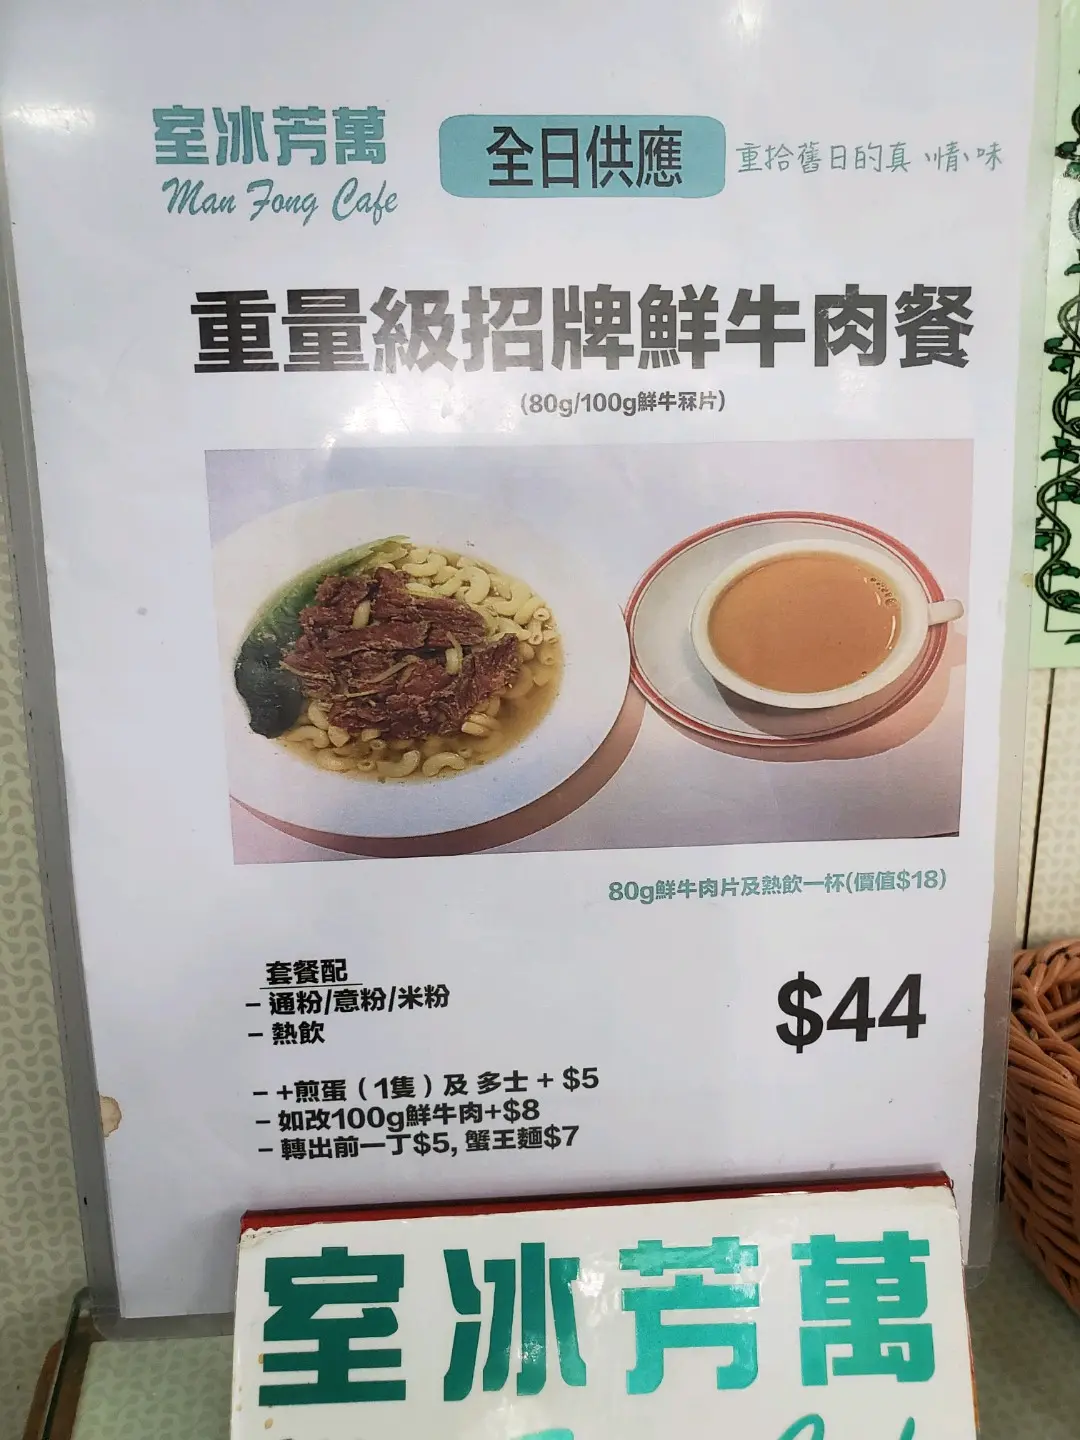 室冰芳萬
Man Fong Cafe
全日供應
重拾舊日的真情味
重量級招牌鮮牛肉餐
(80g/100g鮮牛冧片)
80g鮮牛肉片及熱飲一杯(價值$18)
套餐配
– 通粉/意粉/米粉
– 熱飲
$44
– +煎蛋（1隻）及 多士 + $5
– 如改100g鮮牛肉+$8
– 轉出前一丁$5, 蟹王麵$7
室冰芳萬